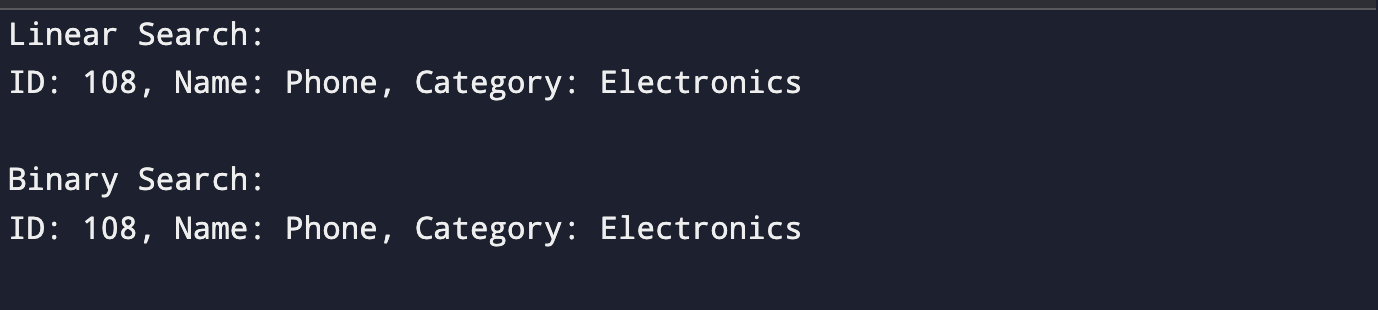 Linear Search:
ID: 108, Name: Phone, Category: Electronics
Binary Search:
ID: 108, Name: Phone, Category: Electronics